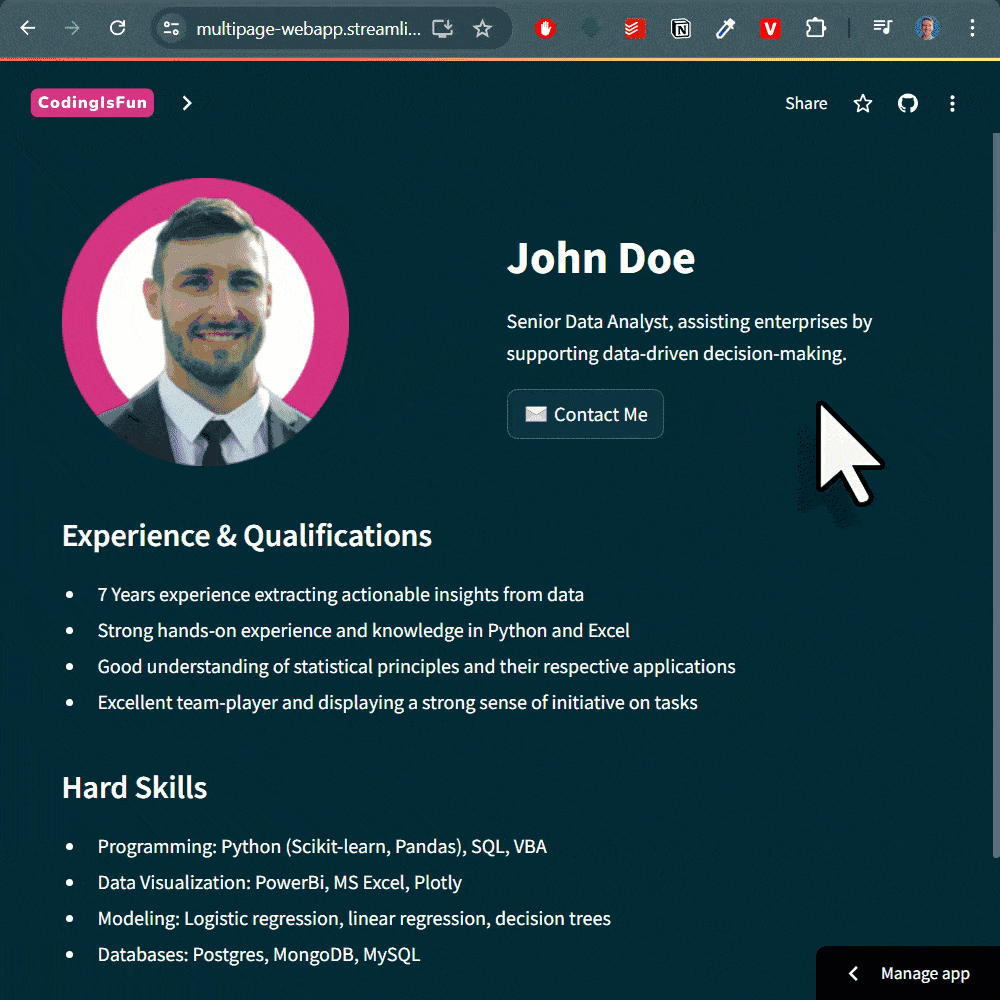 multipage-webapp.streamli...
V
CodingIsFun
Share
John Doe
Senior Data Analyst, assisting enterprises by
supporting data-driven decision-making.
Contact Me
Experience & Qualifications
• 7 Years experience extracting actionable insights from data
• Strong hands-on experience and knowledge in Python and Excel
• Good understanding of statistical principles and their respective applications
• Excellent team-player and displaying a strong sense of initiative on tasks
Hard Skills
• Programming: Python (Scikit-learn, Pandas), SQL, VBA
• Data Visualization: PowerBi, MS Excel, Plotly
• Modeling: Logistic regression, linear regression, decision trees
• Databases: Postgres, MongoDB, MySQL
Manage app